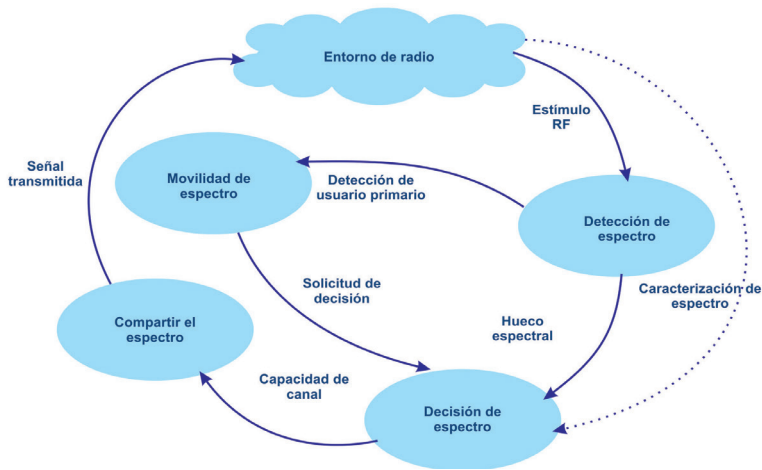 Entorno de radio
Estímulo
RF
Señal
transmitida
Movilidad de
espectro
Detección de
usuario primario
Detección de
espectro
Solicitud de
decisión
Caracterización de
espectro
Compartir el
espectro
Hueco
espectral
Capacidad de
canal
Decisión de
espectro